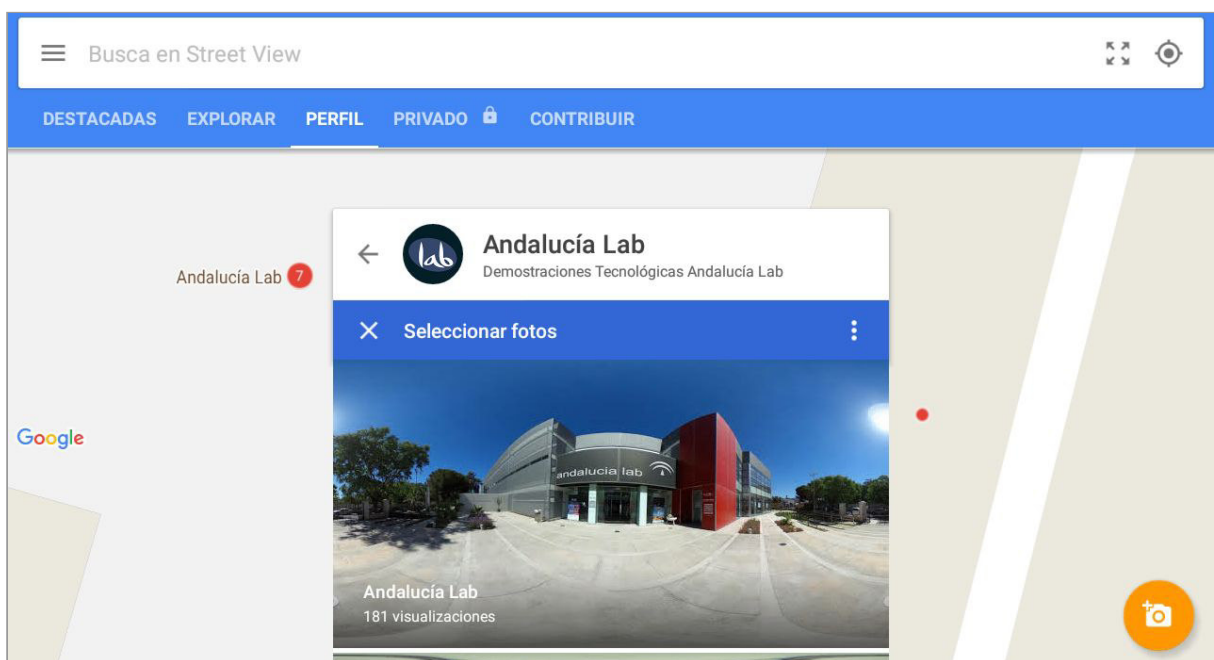 Busca en Street View
DESTACADAS EXPLORAR PERFIL PRIVADO CONTRIBUIR
lab Andalucía Lab
Demostraciones Tecnológicas Andalucía Lab
Andalucía Lab 7
Seleccionar fotos
Google
andalucia lab
Andalucía Lab
181 visualizaciones